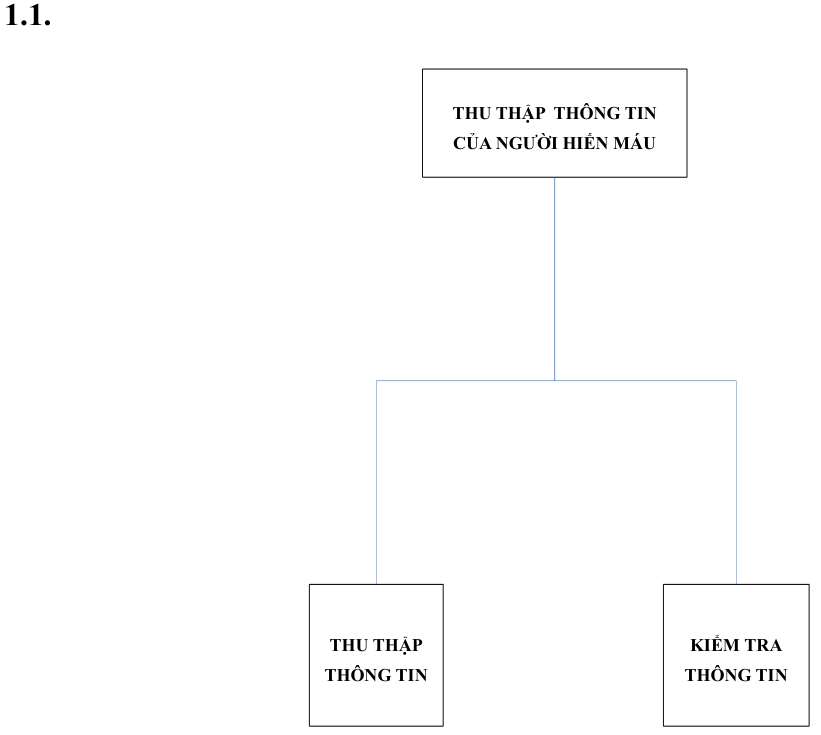 1.1.
THU THẬP THÔNG TIN
CỦA NGƯỜI HIẾN MÁU
THU THẬP
THÔNG TIN
KIỂM TRA
THÔNG TIN